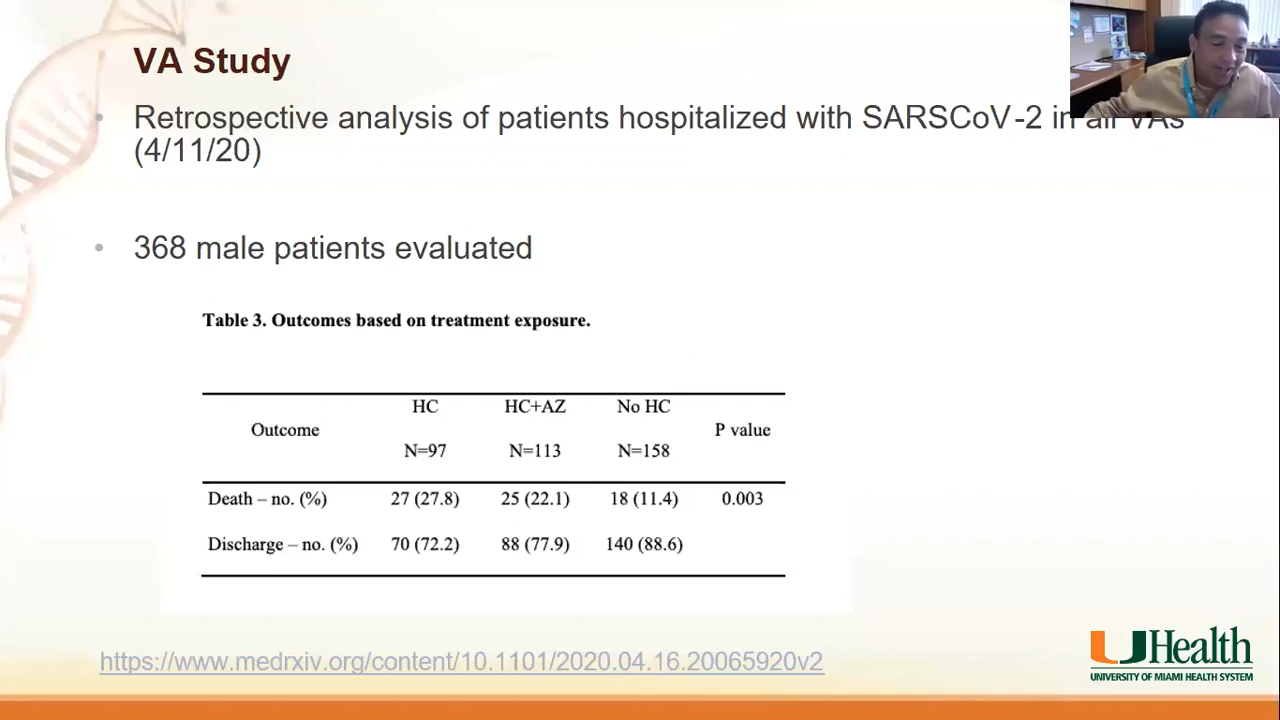 VA Study
• Retrospective analysis of patients hospitalized with SARSCoV-2 in all VAs
(4/11/20)
• 368 male patients evaluated
Table 3. Outcomes based on treatment exposure.
HC HC+AZ No HC
Outcome P value
N=97 N=113 N=158
Death – no. (%) 27 (27.8) 25 (22.1) 18 (11.4) 0.003
Discharge – no. (%) 70 (72.2) 88 (77.9) 140 (88.6)
https://www.medrxiv.org/content/10.1101/2020.04.16.20065920v2
UHealth
UNIVERSITY OF MIAMI HEALTH SYSTEM